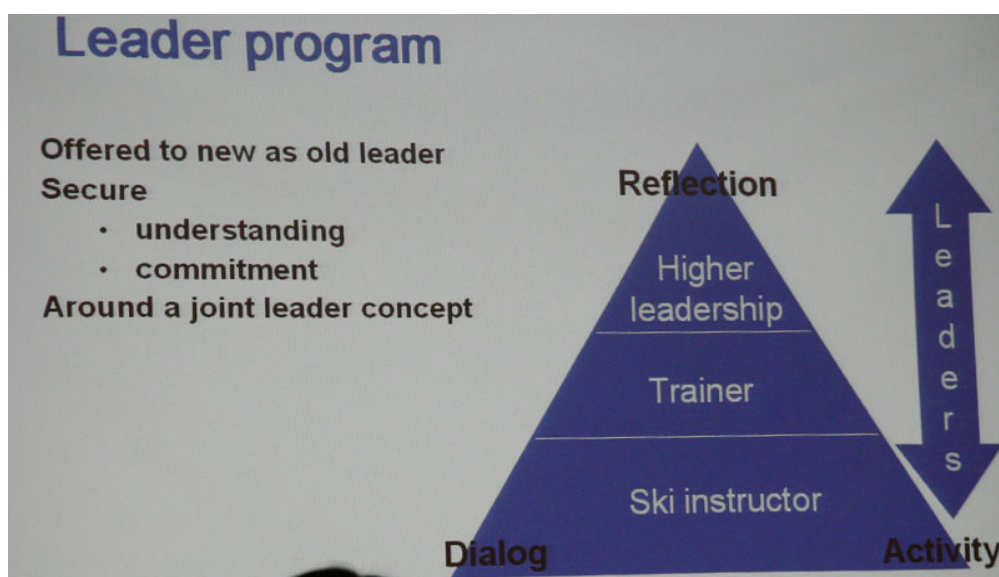 Leader program
Offered to new as old leader
Secure
• understanding
• commitment
Around a joint leader concept
Reflection
Higher
leadership
Trainer
Ski instructor
Dialog
Activity
Leaders